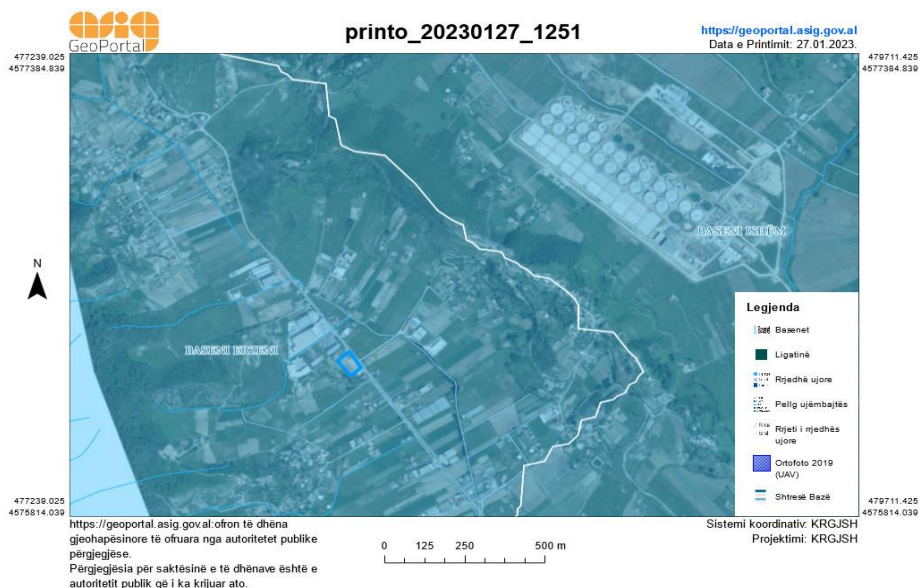 asig
GeoPortal
printo_20230127_1251
https://geoportal.asig.gov.al
Data e Printimit: 27.01.2023.
477239.025
4577384.839
479711.425
4577384.839
BASENI ISHËM
BASENI ERZENI
N
Legjenda
Basenet
Ligatinë
Rrjedhë ujore
Pellg ujëmbajtës
Rrjeti i rrjedhës
ujore
Ortofoto 2019
(UAV)
Shtresë Bazë
477239.025
4575814.039
479711.425
4575814.039
https://geoportal.asig.gov.al:ofron të dhëna
gjeohapësinore të ofruara nga autoritetet publike
përgjegjëse.
Përgjegjësia për saktësinë e të dhënave është e
autoritetit publik që i ka krijuar ato.
0 125 250 500 m
Sistemi koordinativ: KRGJSH
Projektimi: KRGJSH